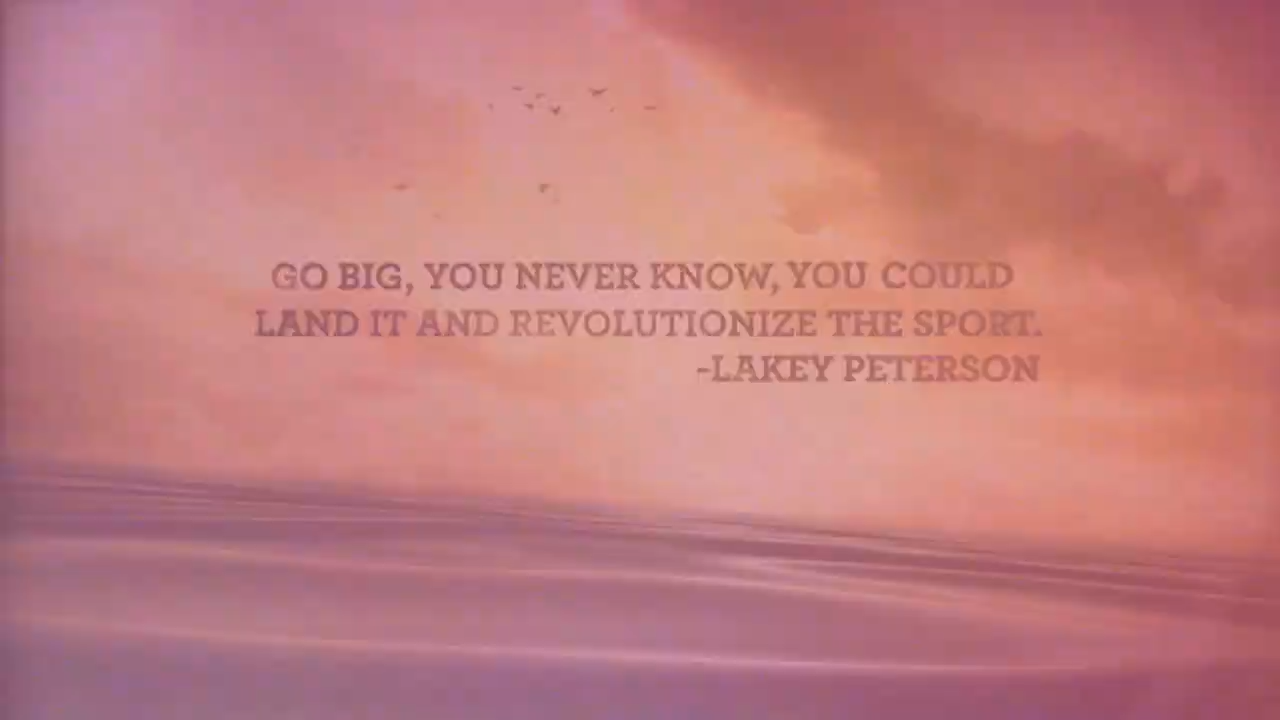 GO BIG, YOU NEVER KNOW, YOU COULD
LAND IT AND REVOLUTIONIZE THE SPORT.
-LAKEY PETERSON